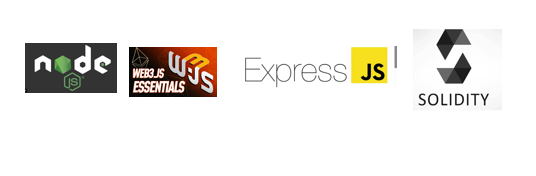 node
JS
WEB3.JS
ESSENTIALS
W3JS
Express JS
SOLIDITY